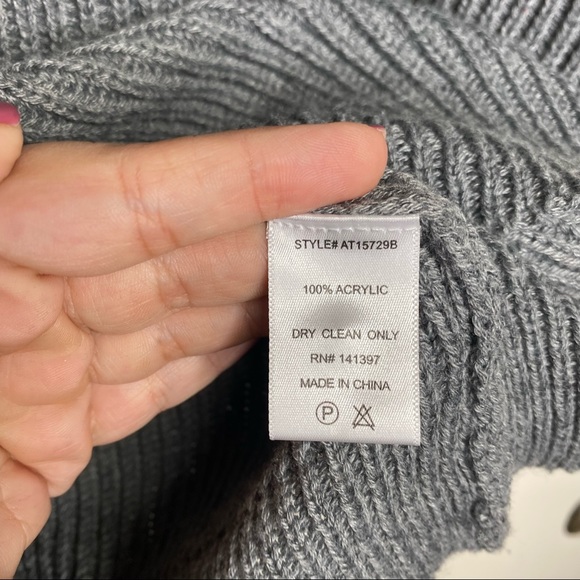 STYLE# AT15729B
100% ACRYLIC
DRY CLEAN ONLY
RN# 141397
MADE IN CHINA
P